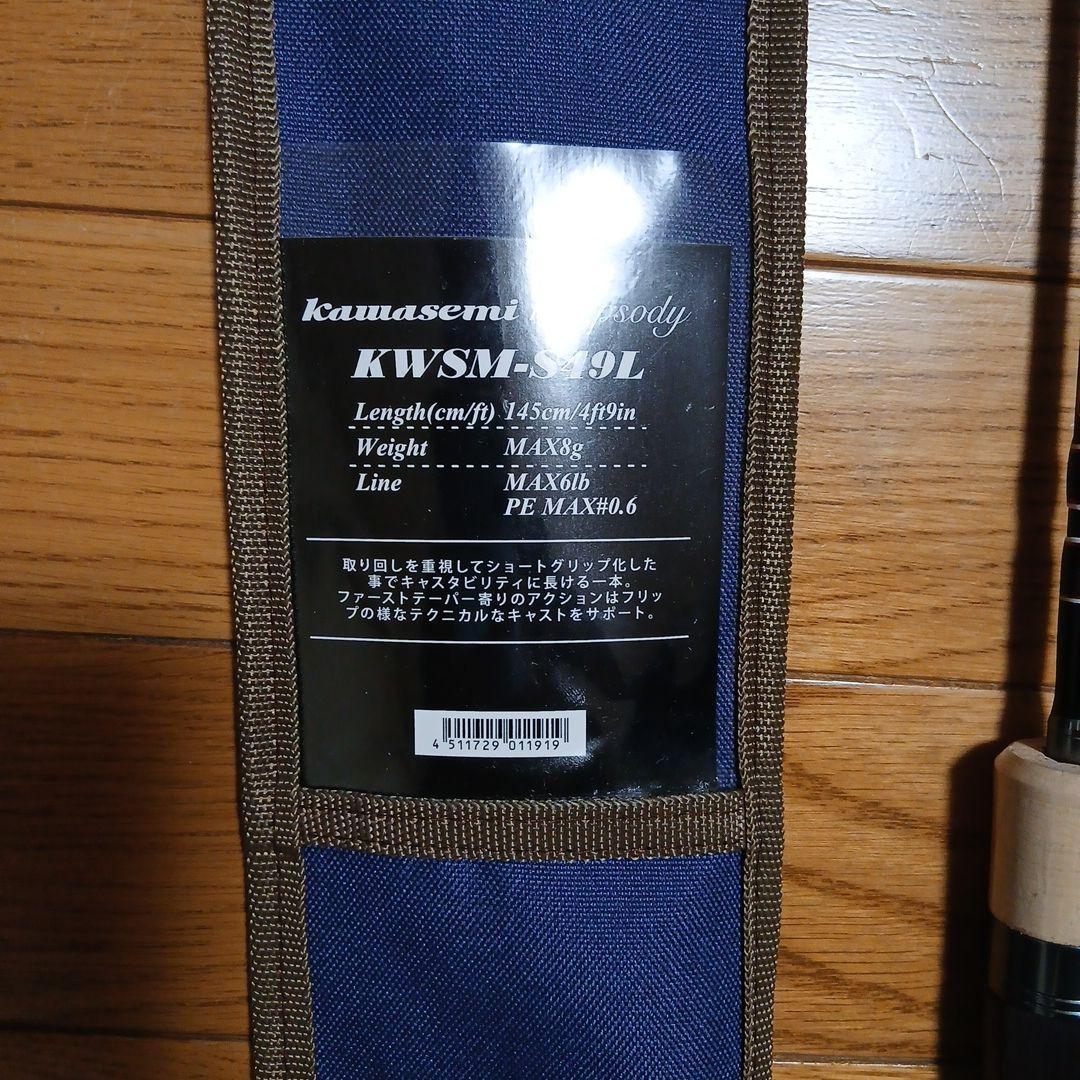 kawasemi Rhapsody
KWSM-S49L
Length(cm/ft) 145cm/4ft9in
Weight MAX8g
Line MAX6lb
PE MAX#0.6
取り回しを重視してショートグリップ化した
事でキャスタビリティに長ける一本。
ファーストテーパー寄りのアクションはフリッ
プの様なテクニカルなキャストをサポート。
4 511729 011919